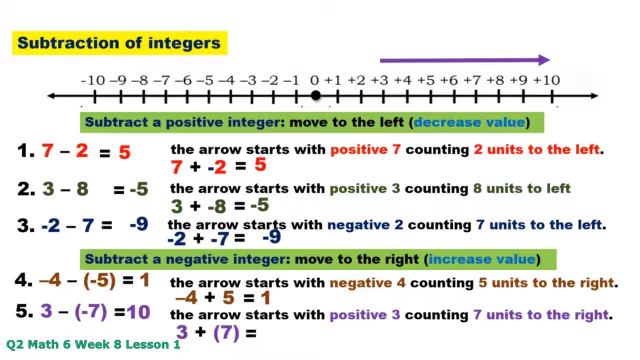 Subtraction of integers
-10 –9 –8 –7 –6 –5 –4 –3 –2 –1 0 +1 +2 +3 +4 +5 +6 +7 +8 +9 +10
Subtract a positive integer: move to the left (decrease value)
1. 7 – 2 = 5 the arrow starts with positive 7 counting 2 units to the left.
7 + -2 = 5
2. 3 – 8 = -5 the arrow starts with positive 3 counting 8 units to left
3 + -8 = -5
3. -2 – 7 = -9 the arrow starts with negative 2 counting 7 units to the left.
-2 + -7 = -9
Subtract a negative integer: move to the right (increase value)
4. –4 – (-5) = 1 the arrow starts with negative 4 counting 5 units to the right.
–4 + 5 = 1
5. 3 – (-7) =10 the arrow starts with positive 3 counting 7 units to the right.
3 + (7) =
Q2 Math 6 Week 8 Lesson 1